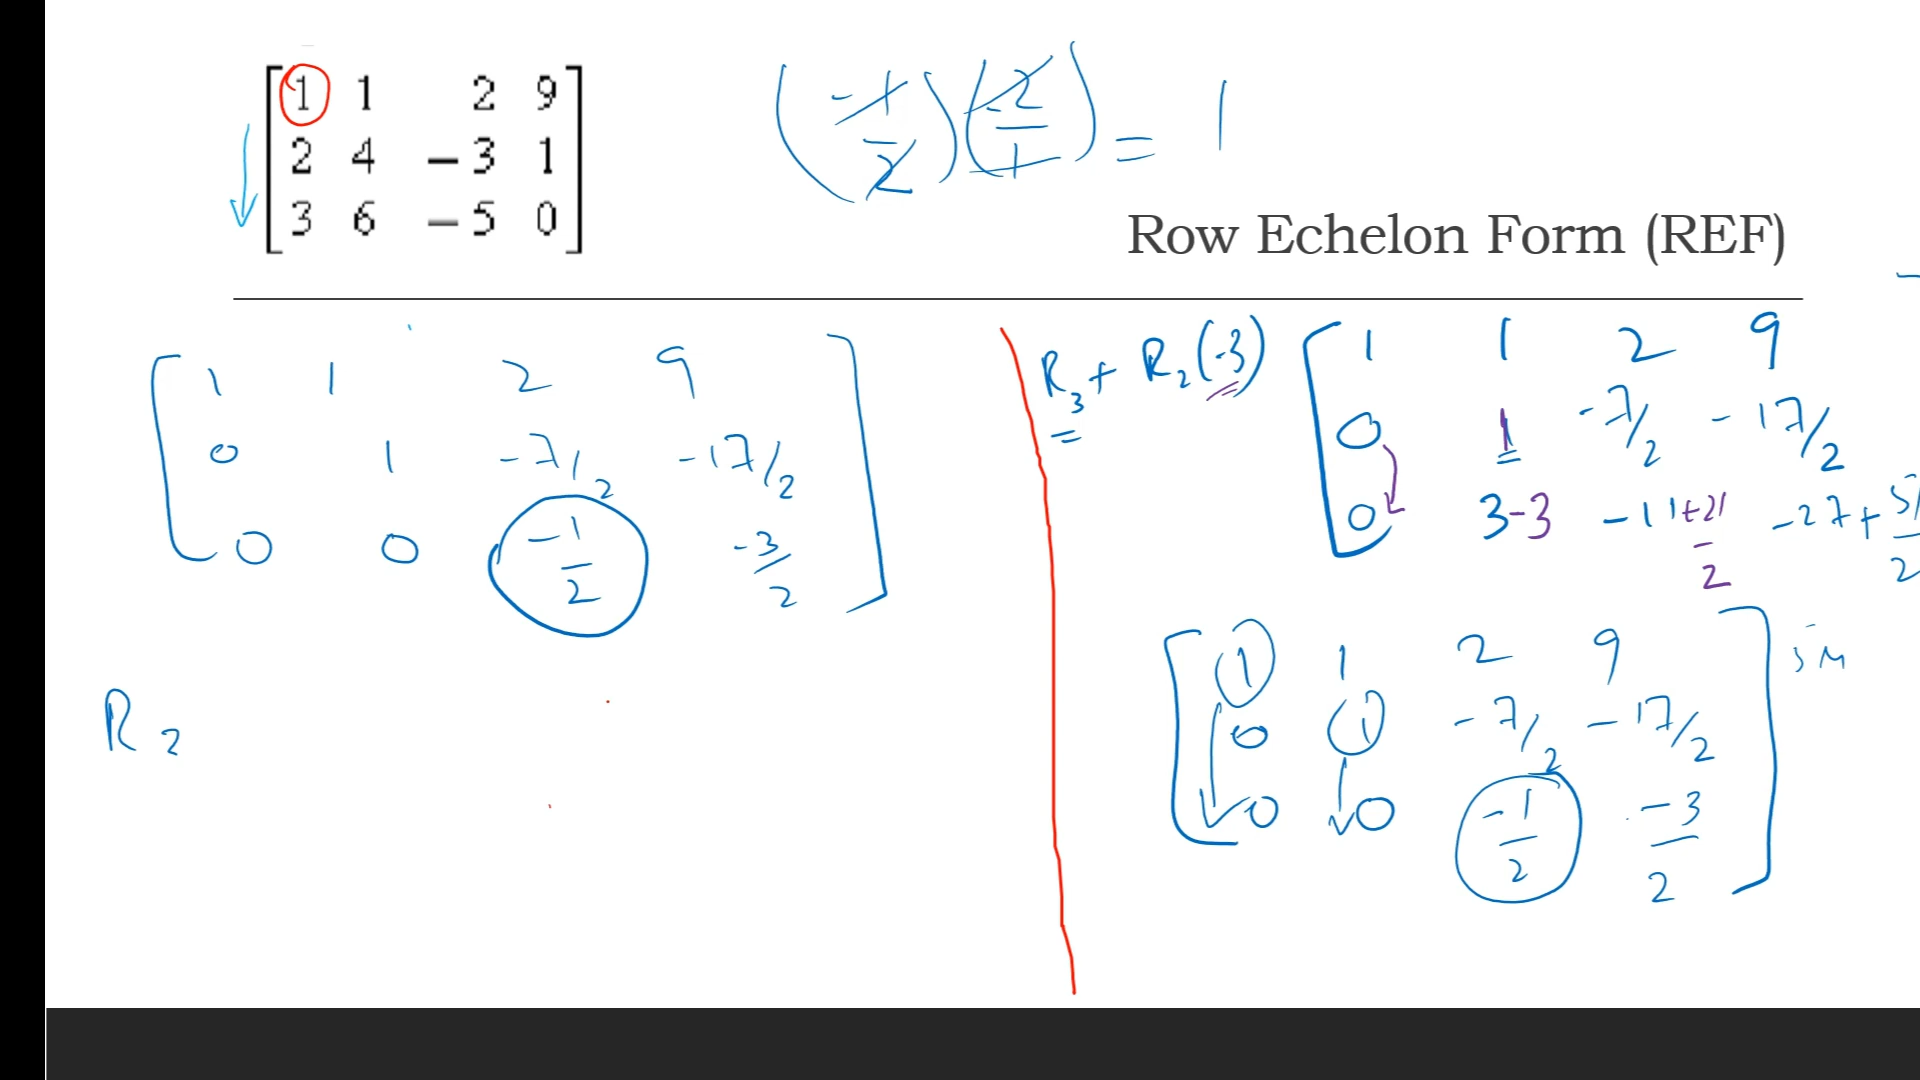 1 1 2 9
2 4 -3 1
3 6 -5 0
(-1/2)(-2/1) = 1
Row Echelon Form (REF)
1 1 2 9
0 1 -7/2 -17/2
0 0 -1/2 -3/2
R2
R3 + R2(-3)
1 1 2 9
0 1 -7/2 -17/2
0 3-3 -11+21/2 -27+51/2
1 1 2 9
0 1 -7/2 -17/2
0 0 -1/2 -3/2